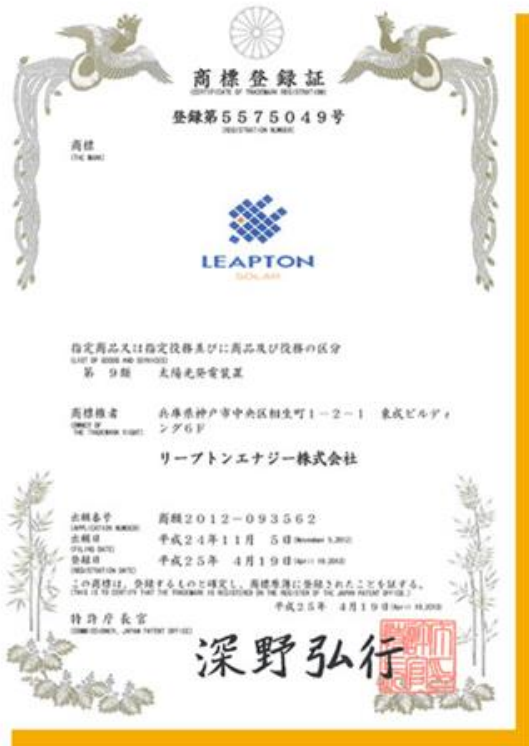 商標登録証
(CERTIFICATE OF TRADEMARK REGISTRATION)
登録第5575049号
(REGISTRATION NUMBER)
商標
(THE MARK)
LEAPTON
SOLAR
指定商品又は指定役務並びに商品及び役務の区分
(LIST OF GOODS AND SERVICES)
第 9類 太陽光発電装置
商標権者 兵庫県神戸市中央区相生町1-2-1 東成ビルディ
(OWNER OF THE TRADEMARK RIGHT) ング6F
リープトンエナジー株式会社
出願番号 商願2012-093562
(APPLICATION NUMBER)
出願日 平成24年11月 5日(November 5,2012)
(FILING DATE)
登録日 平成25年 4月19日(April 19,2013)
(REGISTRATION DATE)
この商標は、登録するものと確定し、商標原簿に登録されたことを証する。
(THIS IS TO CERTIFY THAT THE TRADEMARK IS REGISTERED ON THE REGISTER OF THE JAPAN PATENT OFFICE.)
平成25年 4月19日(April 19,2013)
特許庁長官
(COMMISSIONER, JAPAN PATENT OFFICE)
深野弘行